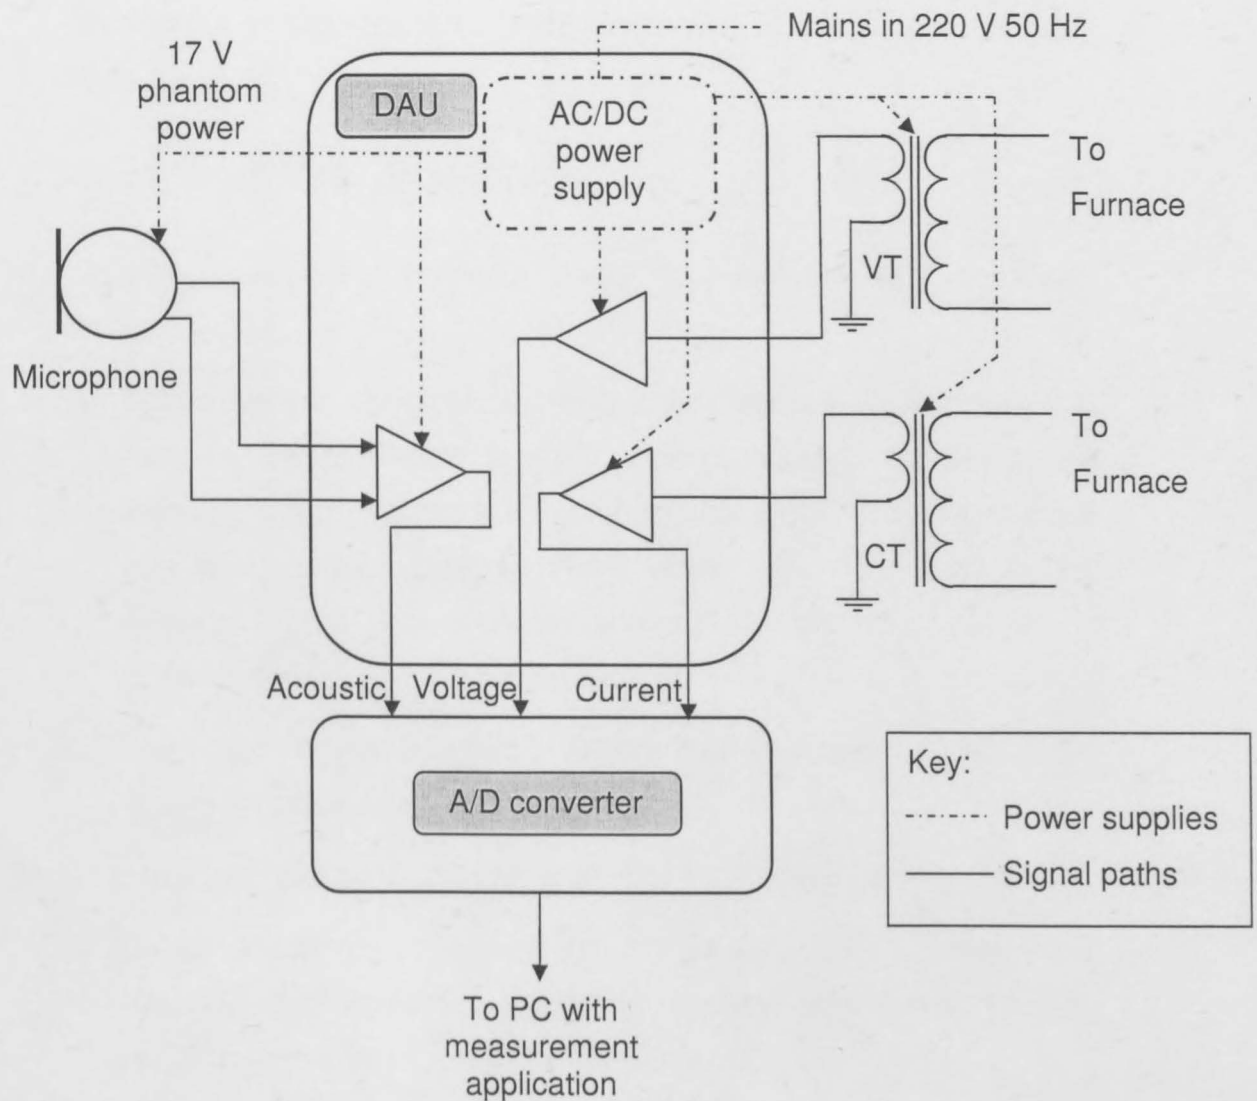 Mains in 220 V 50 Hz
17 V
phantom
power
DAU
AC/DC
power
supply
To
Furnace
VT
Microphone
To
Furnace
CT
Acoustic
Voltage
Current
A/D converter
Key:
Power supplies
Signal paths
To PC with
measurement
application